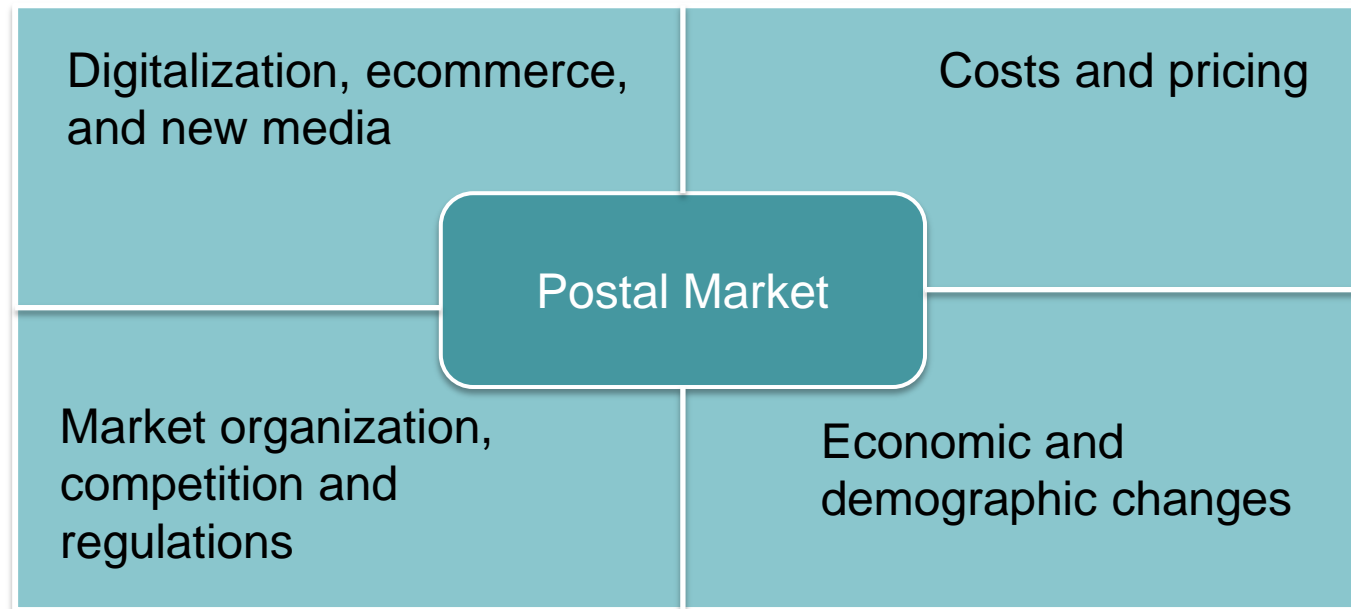 Digitalization, ecommerce,
and new media
Costs and pricing
Postal Market
Market organization,
competition and
regulations
Economic and
demographic changes